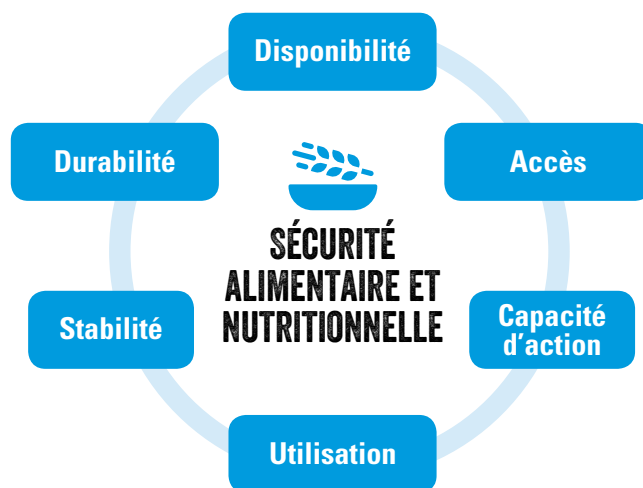 Disponibilité
Durabilité
Accès
SÉCURITÉ
ALIMENTAIRE ET
NUTRITIONNELLE
Stabilité
Capacité
d'action
Utilisation